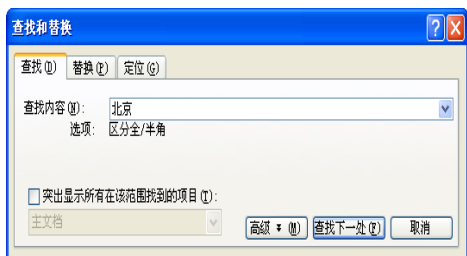 查找和替换
查找(D) 替换(P) 定位(G)
查找内容(N): 北京
选项: 区分全/半角
突出显示所有在该范围找到的项目(T):
主文档
高级 (M) 查找下一处(F) 取消